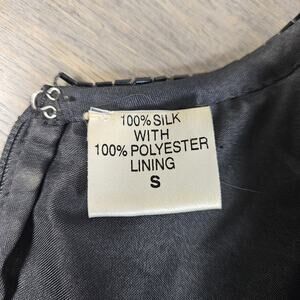 100% SILK
WITH
100% POLYESTER
LINING
S